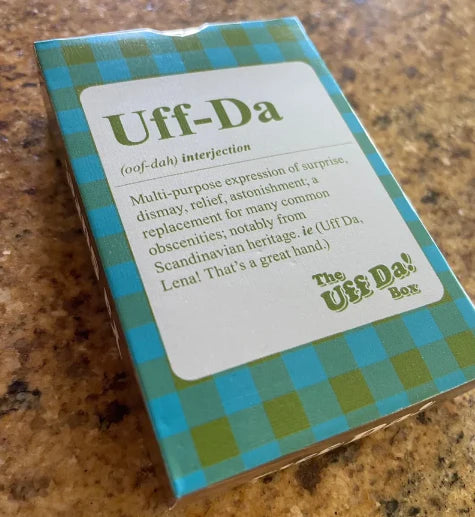 Uff-Da
(oof-dah) interjection
Multi-purpose expression of surprise,
dismay, relief, astonishment; a
replacement for many common
obscenities; notably from
Scandinavian heritage. ie (Uff Da,
Lena! That's a great hand.)
The
Uff Da!
Box